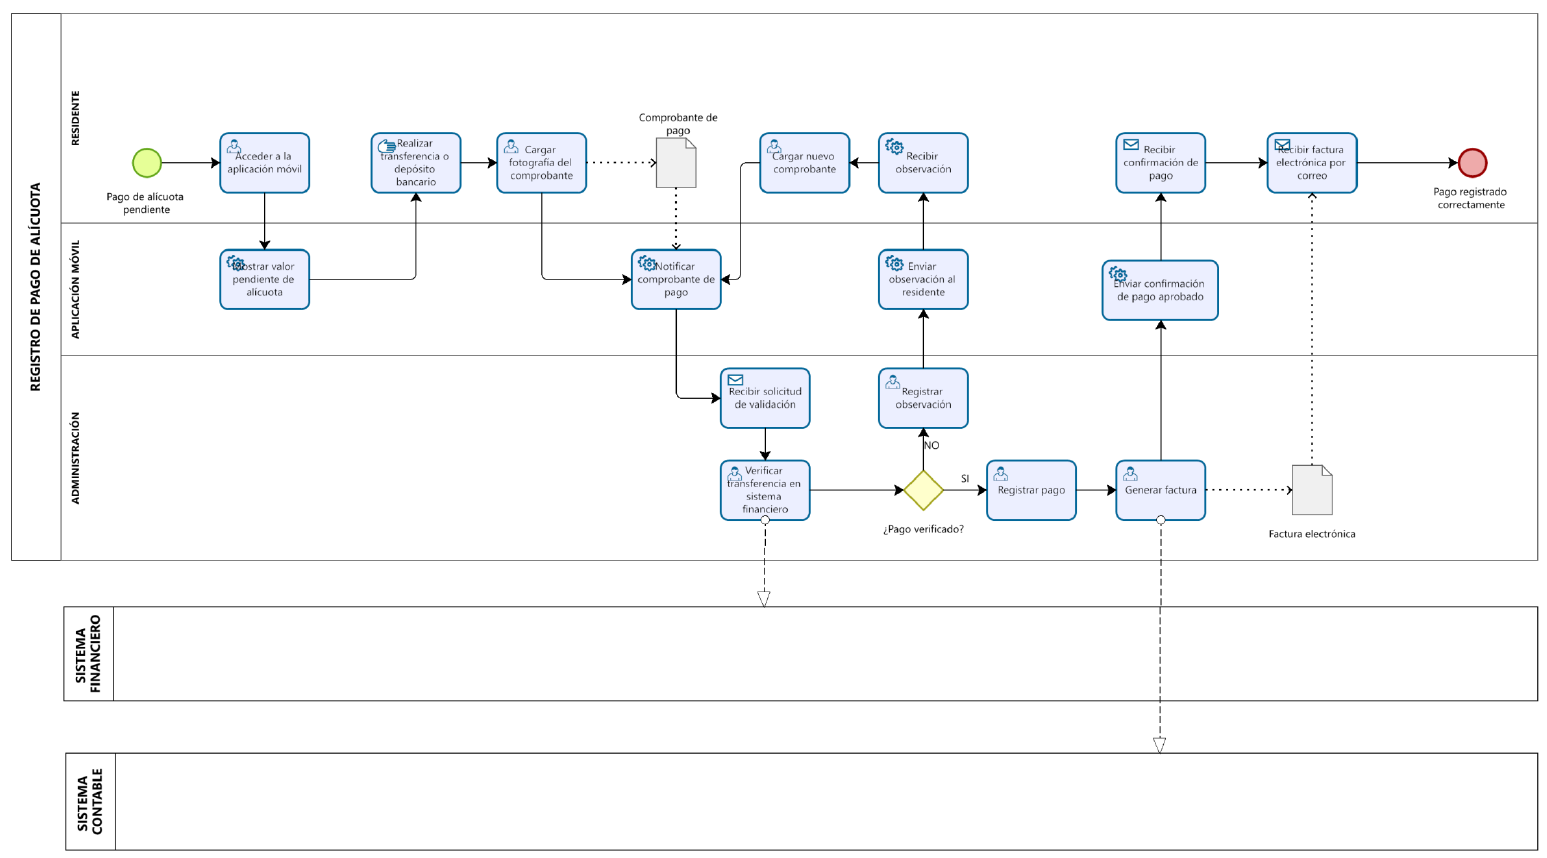 REGISTRO DE PAGO DE ALÍCUOTA
RESIDENTE
Pago de alícuota
pendiente
Acceder a la
aplicación móvil
Realizar
transferencia o
depósito
bancario
Cargar
fotografía del
comprobante
Comprobante de
pago
Cargar nuevo
comprobante
Recibir
observación
Recibir
confirmación de
pago
Recibir factura
electrónica por
correo
Pago registrado
correctamente
APLICACIÓN MÓVIL
Mostrar valor
pendiente de
alícuota
Notificar
comprobante de
pago
Enviar
observación al
residente
Enviar confirmación
de pago aprobado
ADMINISTRACIÓN
Recibir solicitud
de validación
Registrar
observación
NO
Verificar
transferencia en
sistema
financiero
¿Pago verificado?
SI
Registrar pago
Generar factura
Factura electrónica
SISTEMA
FINANCIERO
SISTEMA
CONTABLE